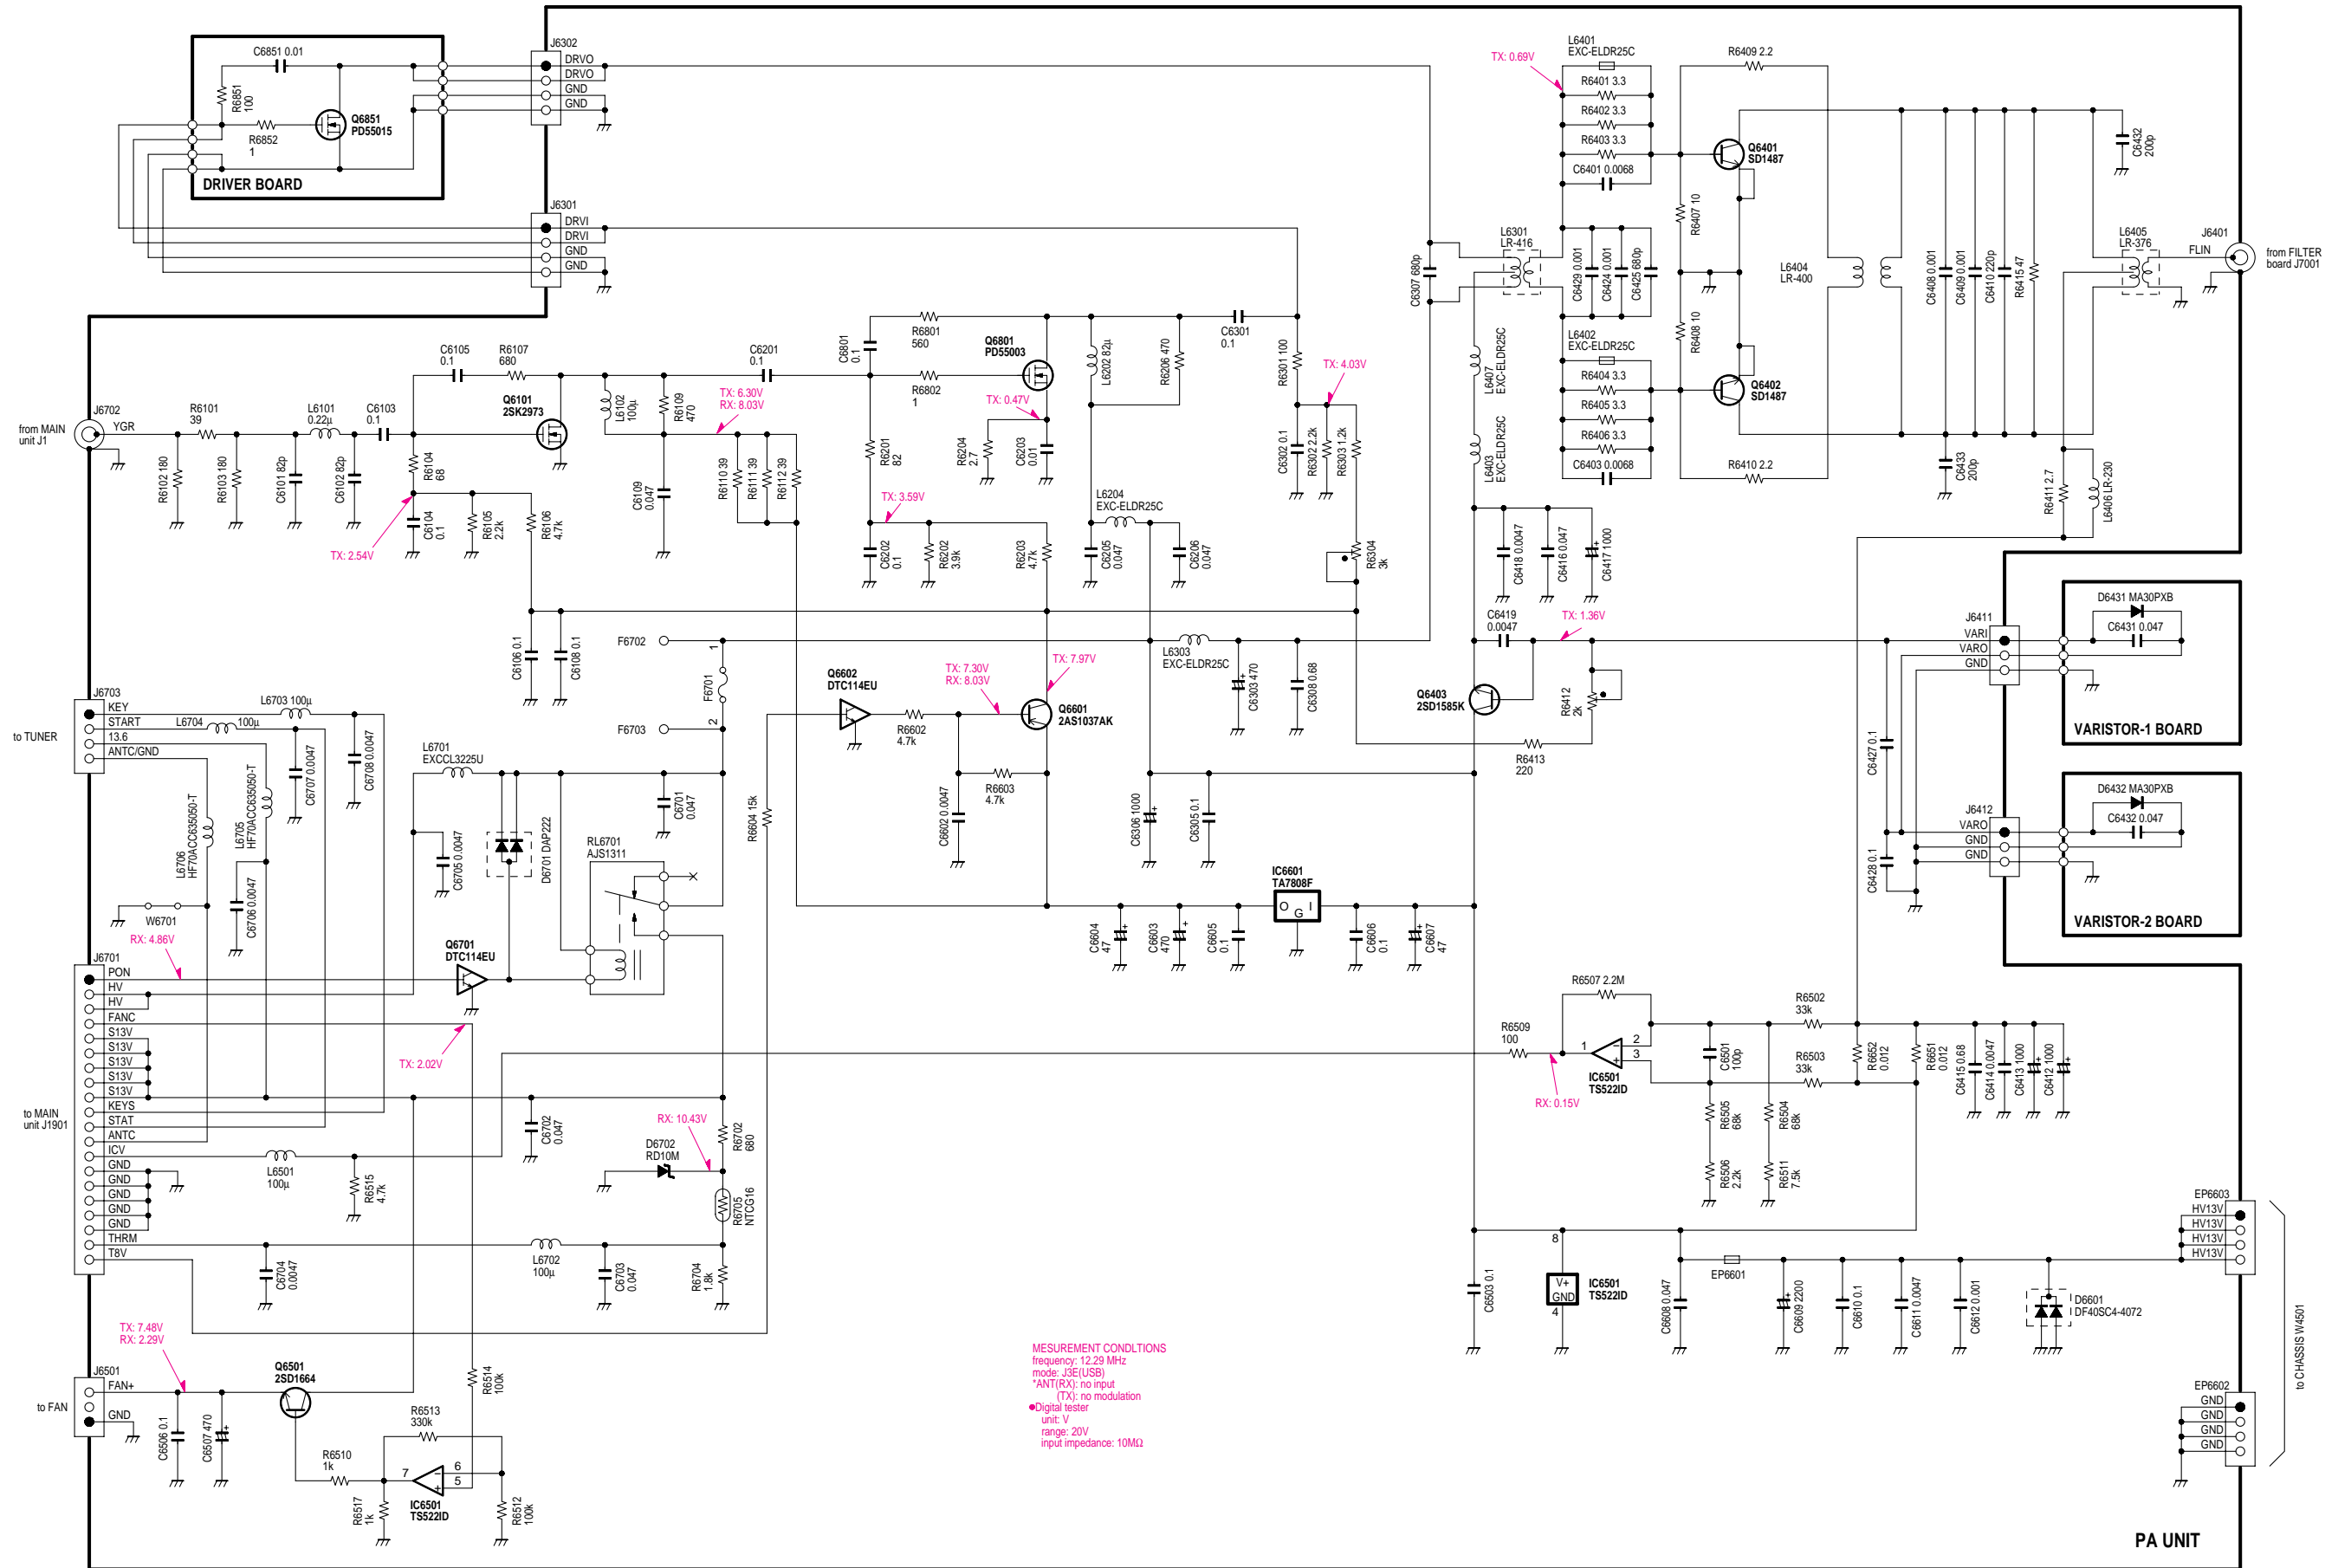 DRIVER BOARD
C6851 0.01
R6851
100
R6852
1
Q6851
PD55015
J6302
DRVO
DRVO
GND
GND
J6301
DRVI
DRVI
GND
GND
TX: 0.69V
L6401
EXC-ELDR25C
R6401 3.3
R6402 3.3
R6403 3.3
C6401 0.0068
R6409 2.2
Q6401
SD1487
C6432
200p
R6407 10
R6408 10
C6307 680p
L6301
LR-416
C6429 0.001
C6424 0.001
C6425 680p
L6404
LR-400
C6408 0.001
C6409 0.001
C6410 220p
R6415 47
L6405
LR-376
J6401
FLIN
from FILTER
board J7001
L6402
EXC-ELDR25C
R6404 3.3
R6405 3.3
R6406 3.3
C6403 0.0068
Q6402
SD1487
R6410 2.2
C6433
200p
R6411 2.7
L6406 LR-230
L6407
EXC-ELDR25C
L6403
EXC-ELDR25C
from MAIN
unit J1
J6702
YGR
R6101
39
R6102 180
R6103 180
L6101
0.22µ
C6101 82p
C6102 82p
C6103
0.1
C6105
0.1
R6107
680
Q6101
2SK2973
R6104
68
C6104
0.1
R6105
2.2k
R6106
4.7k
TX: 2.54V
L6102
100µ
R6109
470
C6109
0.047
TX: 6.30V
RX: 8.03V
R6110 39
R6111 39
R6112 39
C6201
0.1
C6801
0.1
R6801
560
R6802
1
Q6801
PD55003
TX: 0.47V
R6201
82
R6204
2.7
C6203
0.01
TX: 3.59V
C6202
0.1
R6202
3.9k
R6203
4.7k
L6202 82µ
R6206 470
C6301
0.1
L6204
EXC-ELDR25C
C6205
0.047
C6206
0.047
R6301 100
TX: 4.03V
C6302 0.1
R6302 2.2k
R6303 1.2k
R6304
3k
C6418 0.0047
C6416 0.047
C6417 1000
C6419
0.0047
TX: 1.36V
Q6403
2SD1585K
R6412
2k
R6413
220
C6106 0.1
C6108 0.1
F6702
1
F6701
F6703
2
L6303
EXC-ELDR25C
C6303 470
C6308 0.68
Q6602
DTC114EU
TX: 7.30V
RX: 8.03V
TX: 7.97V
R6602
4.7k
Q6601
2AS1037AK
R6603
4.7k
C6602 0.0047
R6604 15k
C6306 1000
C6305 0.1
J6411
VARI
VARO
GND
D6431 MA30PXB
C6431 0.047
VARISTOR-1 BOARD
C6427 0.1
C6428 0.1
J6412
VARO
GND
GND
D6432 MA30PXB
C6432 0.047
VARISTOR-2 BOARD
to TUNER
J6703
KEY
START
13.6
ANTC/GND
L6703 100µ
L6704 100µ
C6707 0.0047
C6708 0.0047
L6706
HF70ACC635050-T
L6705
HF70ACC635050-T
C6706 0.0047
W6701
L6701
EXCCL3225U
C6705 0.0047
D6701 DAP222
C6701
0.047
RL6701
AJS1311
RX: 4.86V
Q6701
DTC114EU
IC6601
TA7808F
O
G
I
C6604
47
C6603
470
C6605
0.1
C6606
0.1
C6607
47
to MAIN
unit J1901
J6701
PON
HV
HV
FANC
S13V
S13V
S13V
S13V
S13V
KEYS
STAT
ANTC
ICV
GND
GND
GND
GND
GND
THRM
T8V
TX: 2.02V
C6702
0.047
RX: 10.43V
D6702
RD10M
R6702
680
R6705
NTCG16
L6501
100µ
R6515
4.7k
L6702
100µ
C6704
0.0047
C6703
0.047
R6704
1.8k
R6509
100
R6507 2.2M
1
2
3
IC6501
TS522ID
RX: 0.15V
C6501
100p
R6502
33k
R6503
33k
R6505
68k
R6504
68k
R6506
2.2k
R6511
7.5k
R6652
0.012
R6651
0.012
C6415 0.68
C6414 0.0047
C6413 1000
C6412 1000
C6503 0.1
8
V+
GND
4
IC6501
TS522ID
C6608 0.047
EP6601
C6609 2200
C6610 0.1
C6611 0.0047
C6612 0.001
D6601
DF40SC4-4072
EP6603
HV13V
HV13V
HV13V
HV13V
EP6602
GND
GND
GND
GND
to CHASSIS W4501
to FAN
TX: 7.48V
RX: 2.29V
J6501
FAN+
GND
C6506 0.1
C6507 470
Q6501
2SD1664
R6510
1k
R6513
330k
R6514
100k
7
6
5
IC6501
TS522ID
R6517
1k
R6512
100k
MESUREMENT CONDLTIONS
frequency: 12.29 MHz
mode: J3E(USB)
*ANT(RX): no input
(TX): no modulation
●Digital tester
unit: V
range: 20V
input impedance: 10MΩ
PA UNIT